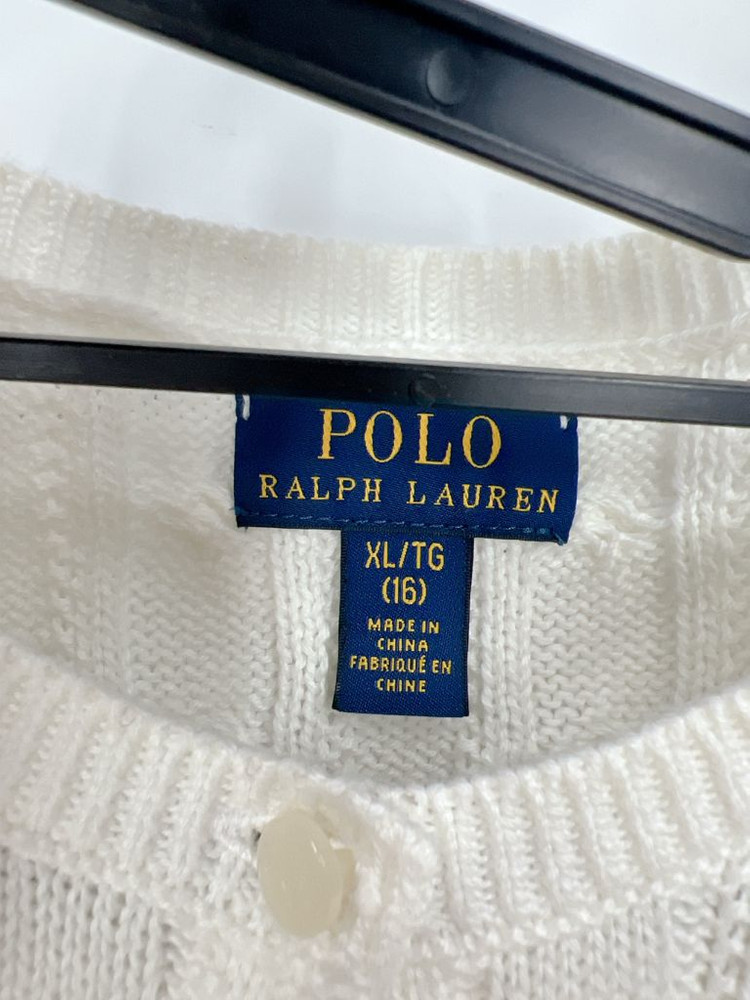 POLO
RALPH LAUREN
XL/TG
(16)
MADE IN
CHINA
FABRIQUÉ EN
CHINE